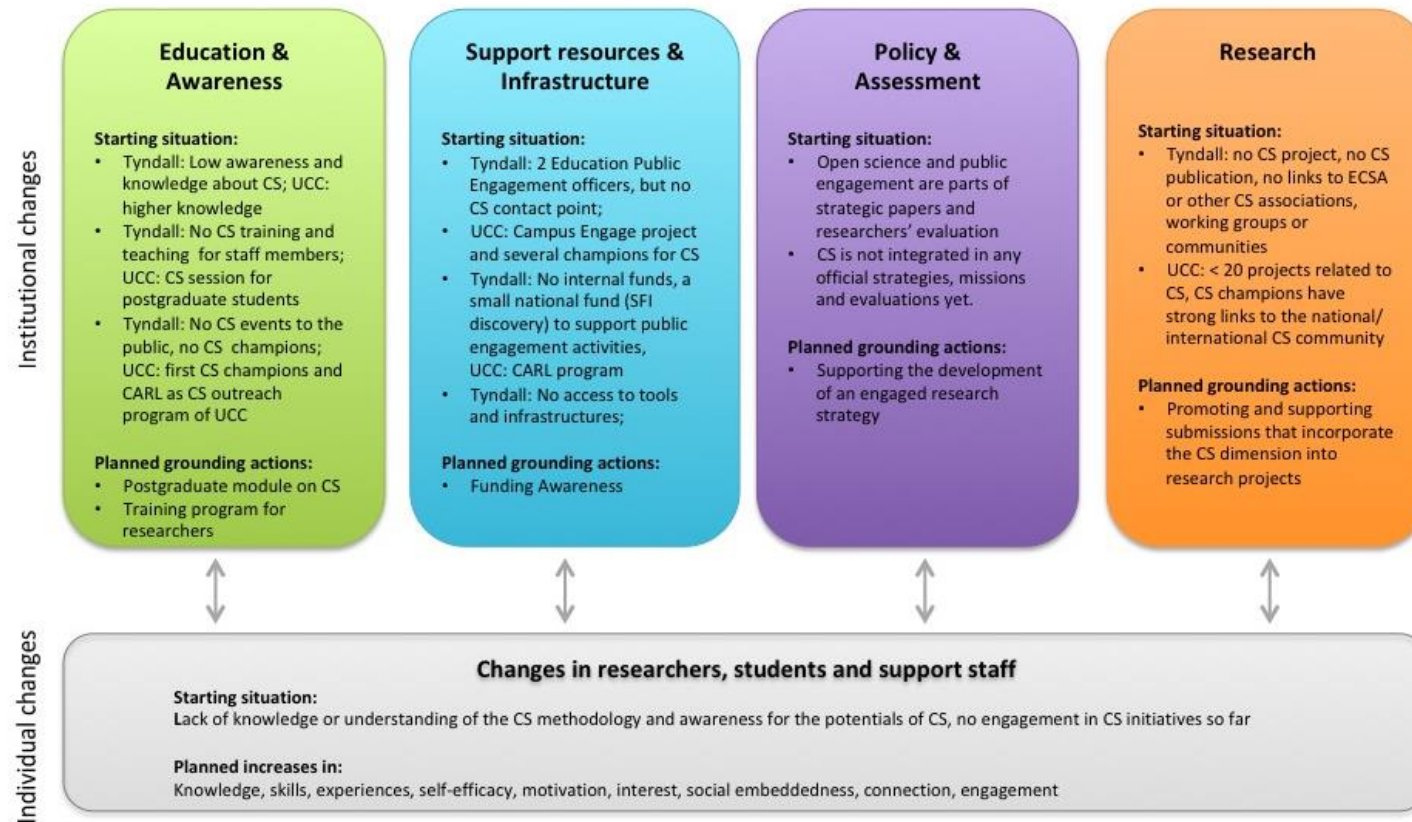 Institutional changes
Education &
Awareness
Starting situation:
• Tyndall: Low awareness and
knowledge about CS; UCC:
higher knowledge
• Tyndall: No CS training and
teaching for staff members;
UCC: CS session for
postgraduate students
• Tyndall: No CS events to the
public, no CS champions;
UCC: first CS champions and
CARL as CS outreach
program of UCC
Planned grounding actions:
• Postgraduate module on CS
• Training program for
researchers
Support resources &
Infrastructure
Starting situation:
• Tyndall: 2 Education Public
Engagement officers, but no
CS contact point;
• UCC: Campus Engage project
and several champions for CS
• Tyndall: No internal funds, a
small national fund (SFI
discovery) to support public
engagement activities,
UCC: CARL program
• Tyndall: No access to tools
and infrastructures;
Planned grounding actions:
• Funding Awareness
Policy &
Assessment
Starting situation:
• Open science and public
engagement are parts of
strategic papers and
researchers' evaluation
• CS is not integrated in any
official strategies, missions
and evaluations yet.
Planned grounding actions:
• Supporting the development
of an engaged research
strategy
Research
Starting situation:
• Tyndall: no CS project, no CS
publication, no links to ECSA
or other CS associations,
working groups or
communities
• UCC: < 20 projects related to
CS, CS champions have
strong links to the national/
international CS community
Planned grounding actions:
• Promoting and supporting
submissions that incorporate
the CS dimension into
research projects
Individual changes
Changes in researchers, students and support staff
Starting situation:
Lack of knowledge or understanding of the CS methodology and awareness for the potentials of CS, no engagement in CS initiatives so far
Planned increases in:
Knowledge, skills, experiences, self-efficacy, motivation, interest, social embeddedness, connection, engagement